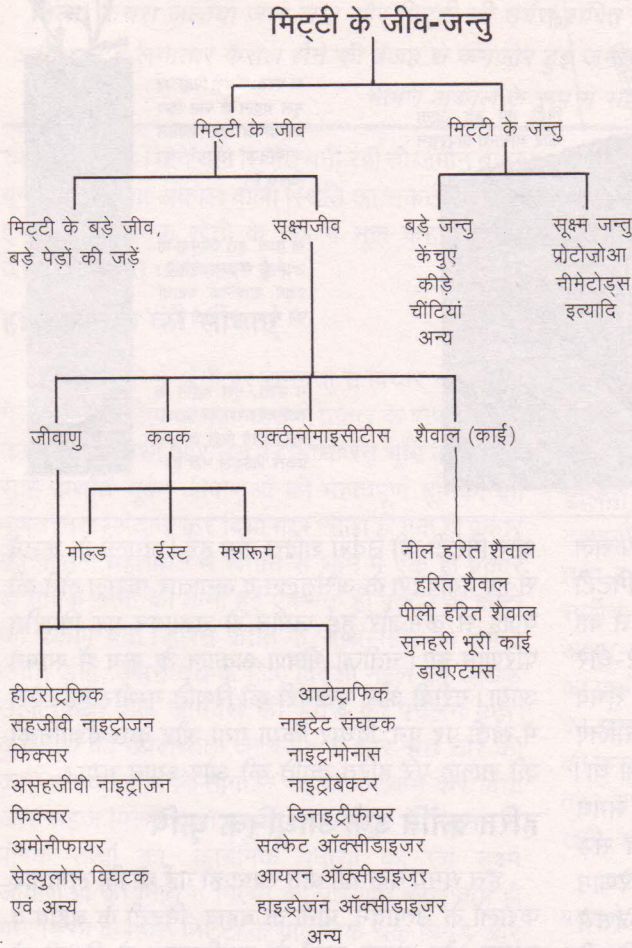 मिट्टी के जीव-जन्तु
मिट्टी के जीव
मिट्टी के जन्तु
मिट्टी के बड़े जीव,
बड़े पेड़ों की जड़ें
सूक्ष्मजीव
बड़े जन्तु
केचुए
कीड़े
चींटियां
अन्य
सूक्ष्म जन्तु
प्रोटोजोआ
नीमेटोड्स
इत्यादि
जीवाणु
कवक
एक्टीनोमाइसीटीस
शैवाल (काई)
मोल्ड
ईस्ट
मशरूम
नील हरित शैवाल
हरित शैवाल
पीली हरित शैवाल
सुनहरी भूरी काई
डायएटमस
हीटरोट्रफिक
सहजीवी नाइट्रोजन
फिक्सर
असहजीवी नाइट्रोजन
फिक्सर
अमोनीफायर
सेल्युलोस विघटक
एवं अन्य
आटोट्राफिक
नाइट्रेट संघटक
नाइट्रोमोनास
नाइट्रीबेक्टर
डिनाइट्रीफायर
सल्फेट ऑक्सीडाइज़र
आयरन ऑक्सीडाइज़र
हाइड्रोजन ऑक्सीडाइज़र
अन्य